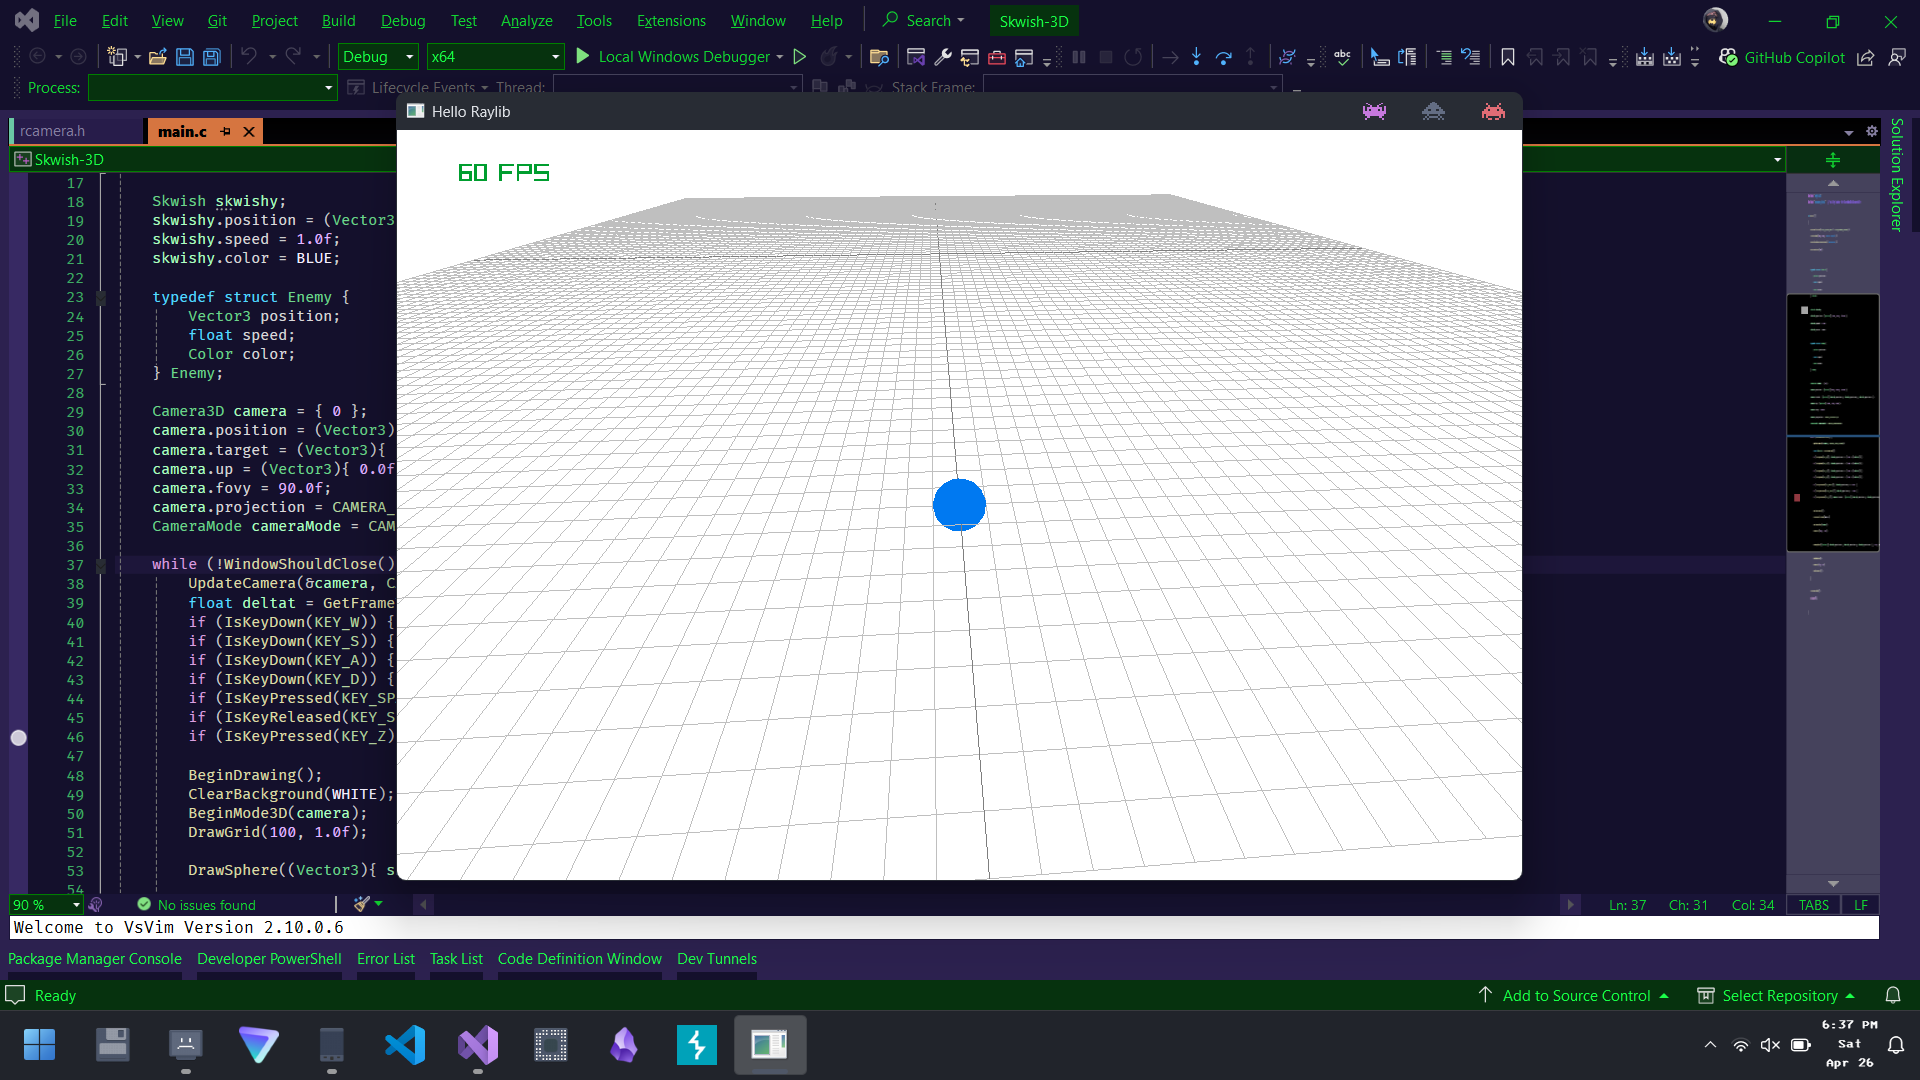 File Edit View Git Project Build Debug Test Analyze Tools Extensions Window Help Search Skwish-3D
Debug x64 Local Windows Debugger abc GitHub Copilot
Process: Lifecycle Events Thread: Stack Frame:
Hello Raylib
rcamera.h main.c
Skwish-3D
Solution Explorer
60 FPS
17
18 Skwish skwishy;
19 skwishy.position = (Vector3
20 skwishy.speed = 1.0f;
21 skwishy.color = BLUE;
22
23 typedef struct Enemy {
24 Vector3 position;
25 float speed;
26 Color color;
27 } Enemy;
28
29 Camera3D camera = { 0 };
30 camera.position = (Vector3)
31 camera.target = (Vector3){
32 camera.up = (Vector3){ 0.0f
33 camera.fovy = 90.0f;
34 camera.projection = CAMERA_
35 CameraMode cameraMode = CAM
36
37 while (!WindowShouldClose()
38 UpdateCamera(&camera, C
39 float deltat = GetFrame
40 if (IsKeyDown(KEY_W)) {
41 if (IsKeyDown(KEY_S)) {
42 if (IsKeyDown(KEY_A)) {
43 if (IsKeyDown(KEY_D)) {
44 if (IsKeyPressed(KEY_SP
45 if (IsKeyReleased(KEY_S
46 if (IsKeyPressed(KEY_Z)
47
48 BeginDrawing();
49 ClearBackground(WHITE);
50 BeginMode3D(camera);
51 DrawGrid(100, 1.0f);
52
53 DrawSphere((Vector3){ s
54
90 % No issues found Ln: 37 Ch: 31 Col: 34 TABS LF
Welcome to VsVim Version 2.10.0.6
Package Manager Console Developer PowerShell Error List Task List Code Definition Window Dev Tunnels
Ready Add to Source Control Select Repository
6:37 PM
Sat
Apr 26